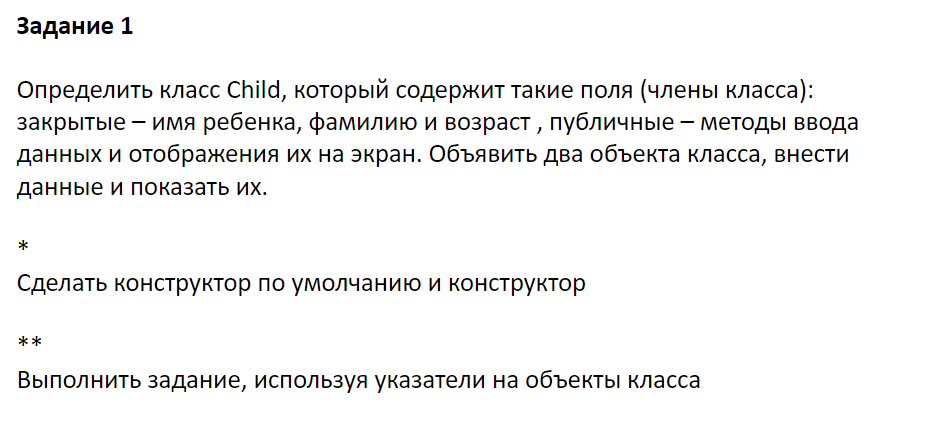 Задание 1
Определить класс Child, который содержит такие поля (члены класса):
закрытые – имя ребенка, фамилию и возраст , публичные – методы ввода
данных и отображения их на экран. Объявить два объекта класса, внести
данные и показать их.
*
Сделать конструктор по умолчанию и конструктор
**
Выполнить задание, используя указатели на объекты класса